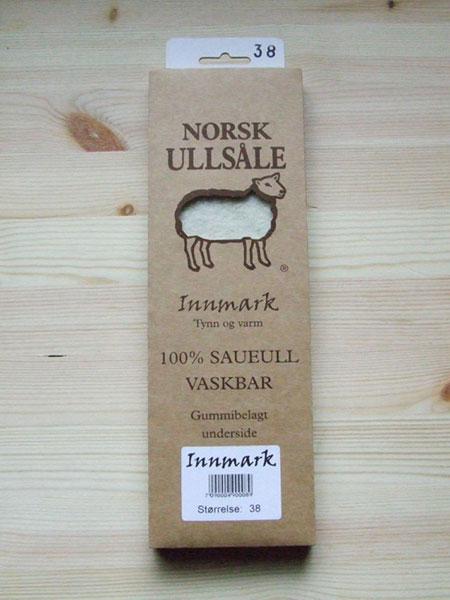 38
NORSK
ULLSÅLE
®
Innmark
Tynn og varm
100% SAUEULL
VASKBAR
Gummibelagt
underside
Innmark
Størrelse: 38